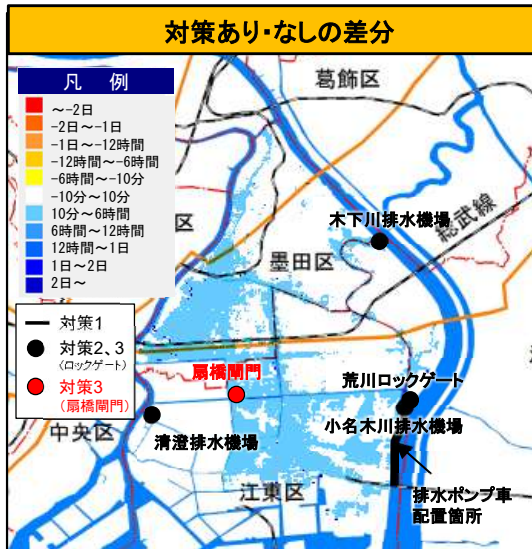 対策あり・なしの差分
凡　例
～-2日
-2日～-1日
-1日～-12時間
-12時間～-6時間
-6時間～-10分
-10分～10分
10分～6時間
6時間～12時間
12時間～1日
1日～2日
2日～
葛飾区
区
木下川排水機場
総武線
墨田区
対策1
対策2、3
(ロックゲート)
対策3
(扇橋閘門)
扇橋閘門
荒川ロックゲート
小名木川排水機場
中央区
清澄排水機場
江東区
排水ポンプ車
配置箇所